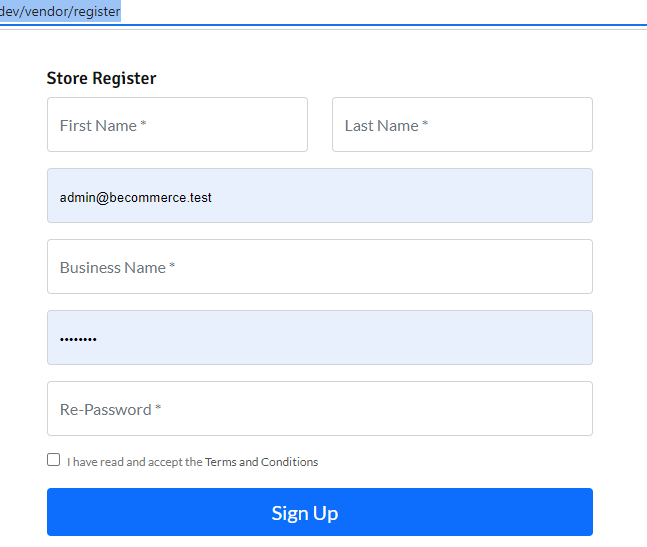 dev/vendor/register
Store Register
First Name *
Last Name *
admin@becommerce.test
Business Name *
••••••••
Re-Password *
I have read and accept the Terms and Conditions
Sign Up